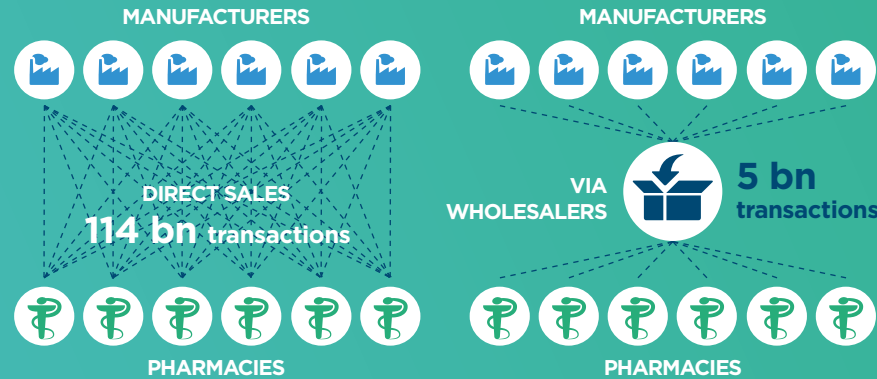 MANUFACTURERS
DIRECT SALES
114 bn transactions
PHARMACIES
MANUFACTURERS
VIA
WHOLESALERS
5 bn
transactions
PHARMACIES